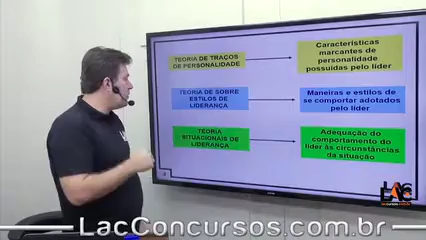 TEORIA DE TRAÇOS
DE PERSONALIDADE
Características
marcantes de
personalidade
possuídas pelo líder
TEORIA DE SOBRE
ESTILOS DE
LIDERANÇA
Maneiras e estilos de
se comportar adotados
pelo líder
TEORIA
SITUACIONAIS DE
LIDERANÇA
Adequação do
comportamento do
líder às circunstâncias
da situação
LAC
LacConcursos.com.br